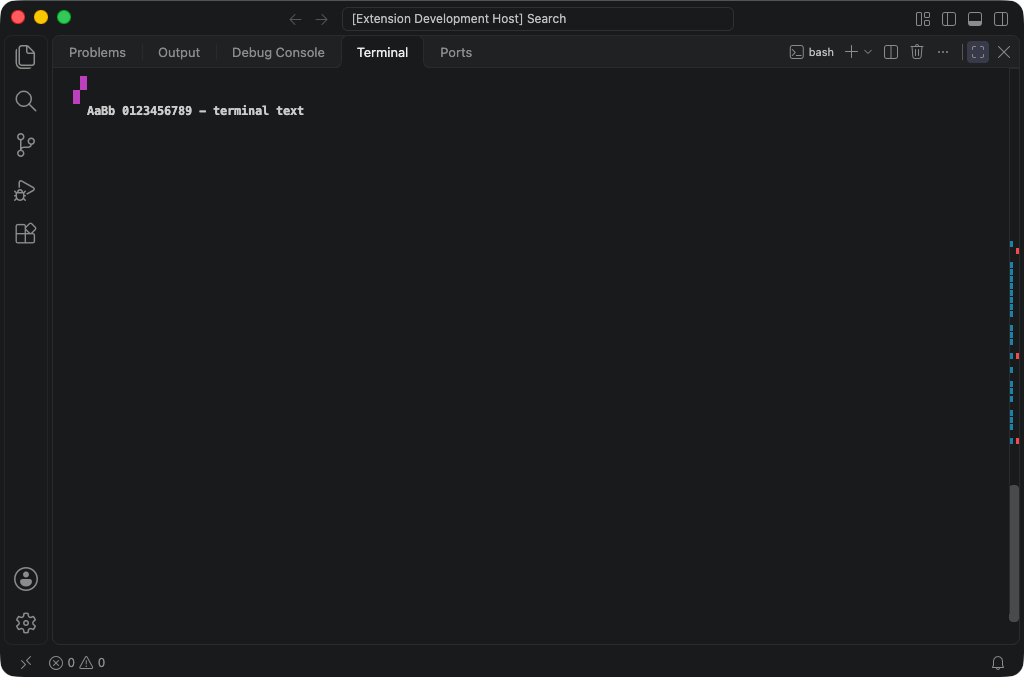 [Extension Development Host] Search
Problems Output Debug Console Terminal Ports bash
AaBb 0123456789 — terminal text
0 0